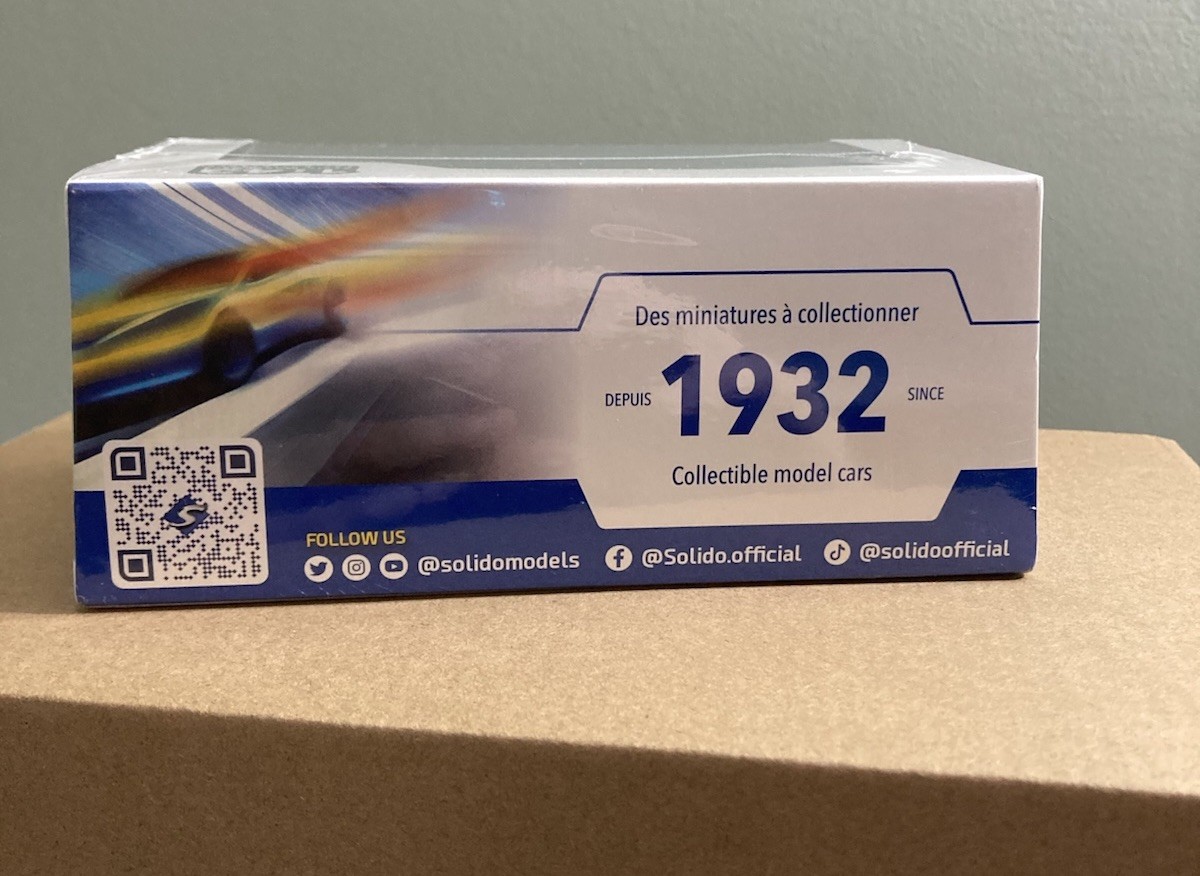 Des miniatures à collectionner
DEPUIS 1932 SINCE
Collectible model cars
FOLLOW US
@solidomodels @Solido.official @solidoofficial